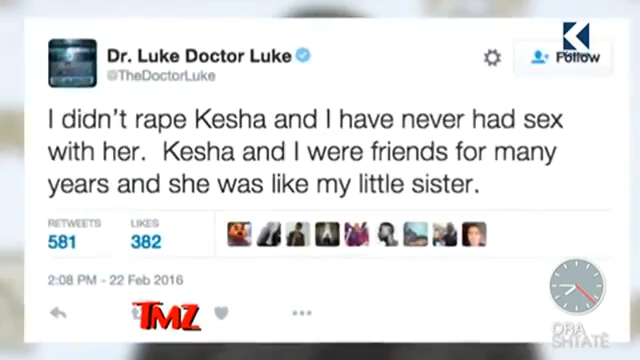 Dr. Luke Doctor Luke
@TheDoctorLuke
Follow
I didn't rape Kesha and I have never had sex
with her. Kesha and I were friends for many
years and she was like my little sister.
RETWEETS LIKES
581 382
2:08 PM - 22 Feb 2016
TMZ
ORA
SHTATË